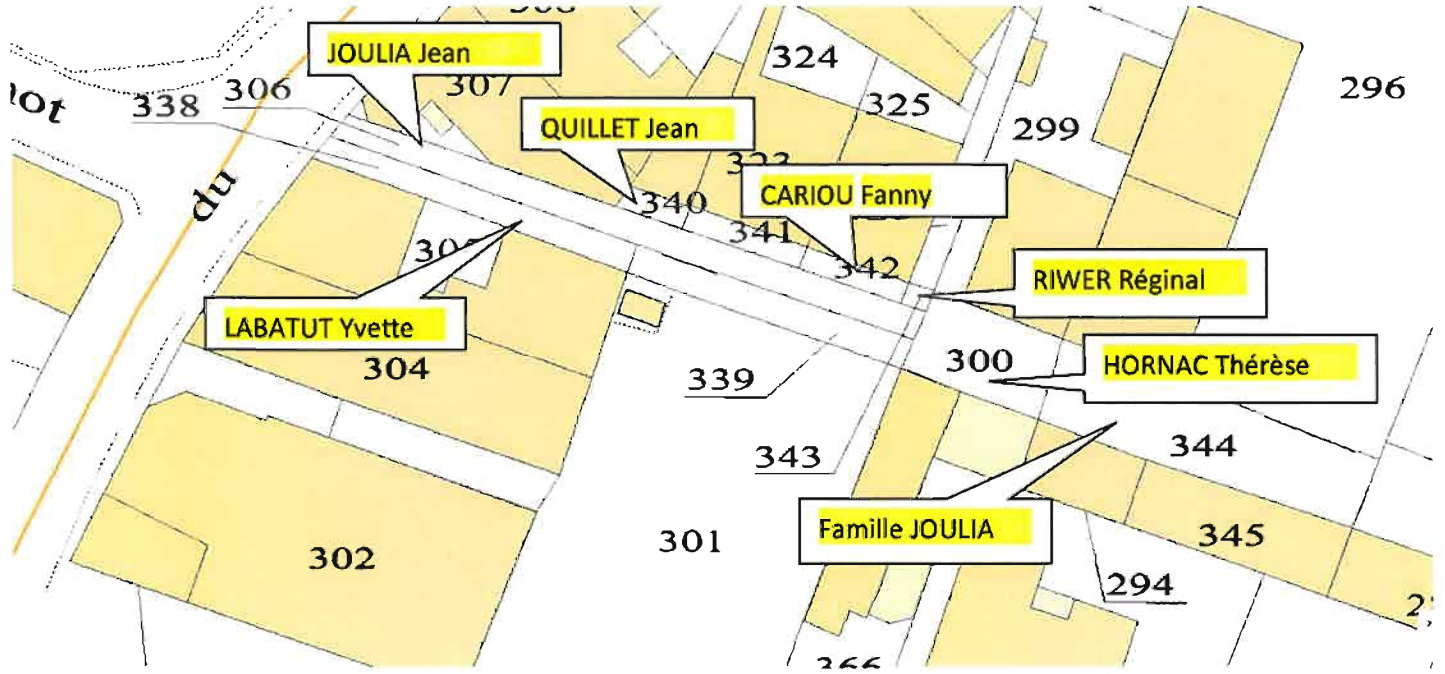 JOULIA Jean
324
307
306
338
296
325
QUILLET Jean
299
du
CARIOU Fanny
340
341
342
RIWER Réginal
LABATUT Yvette
304
300
HORNAC Thérèse
339
344
343
Famille JOULIA
345
301
302
294